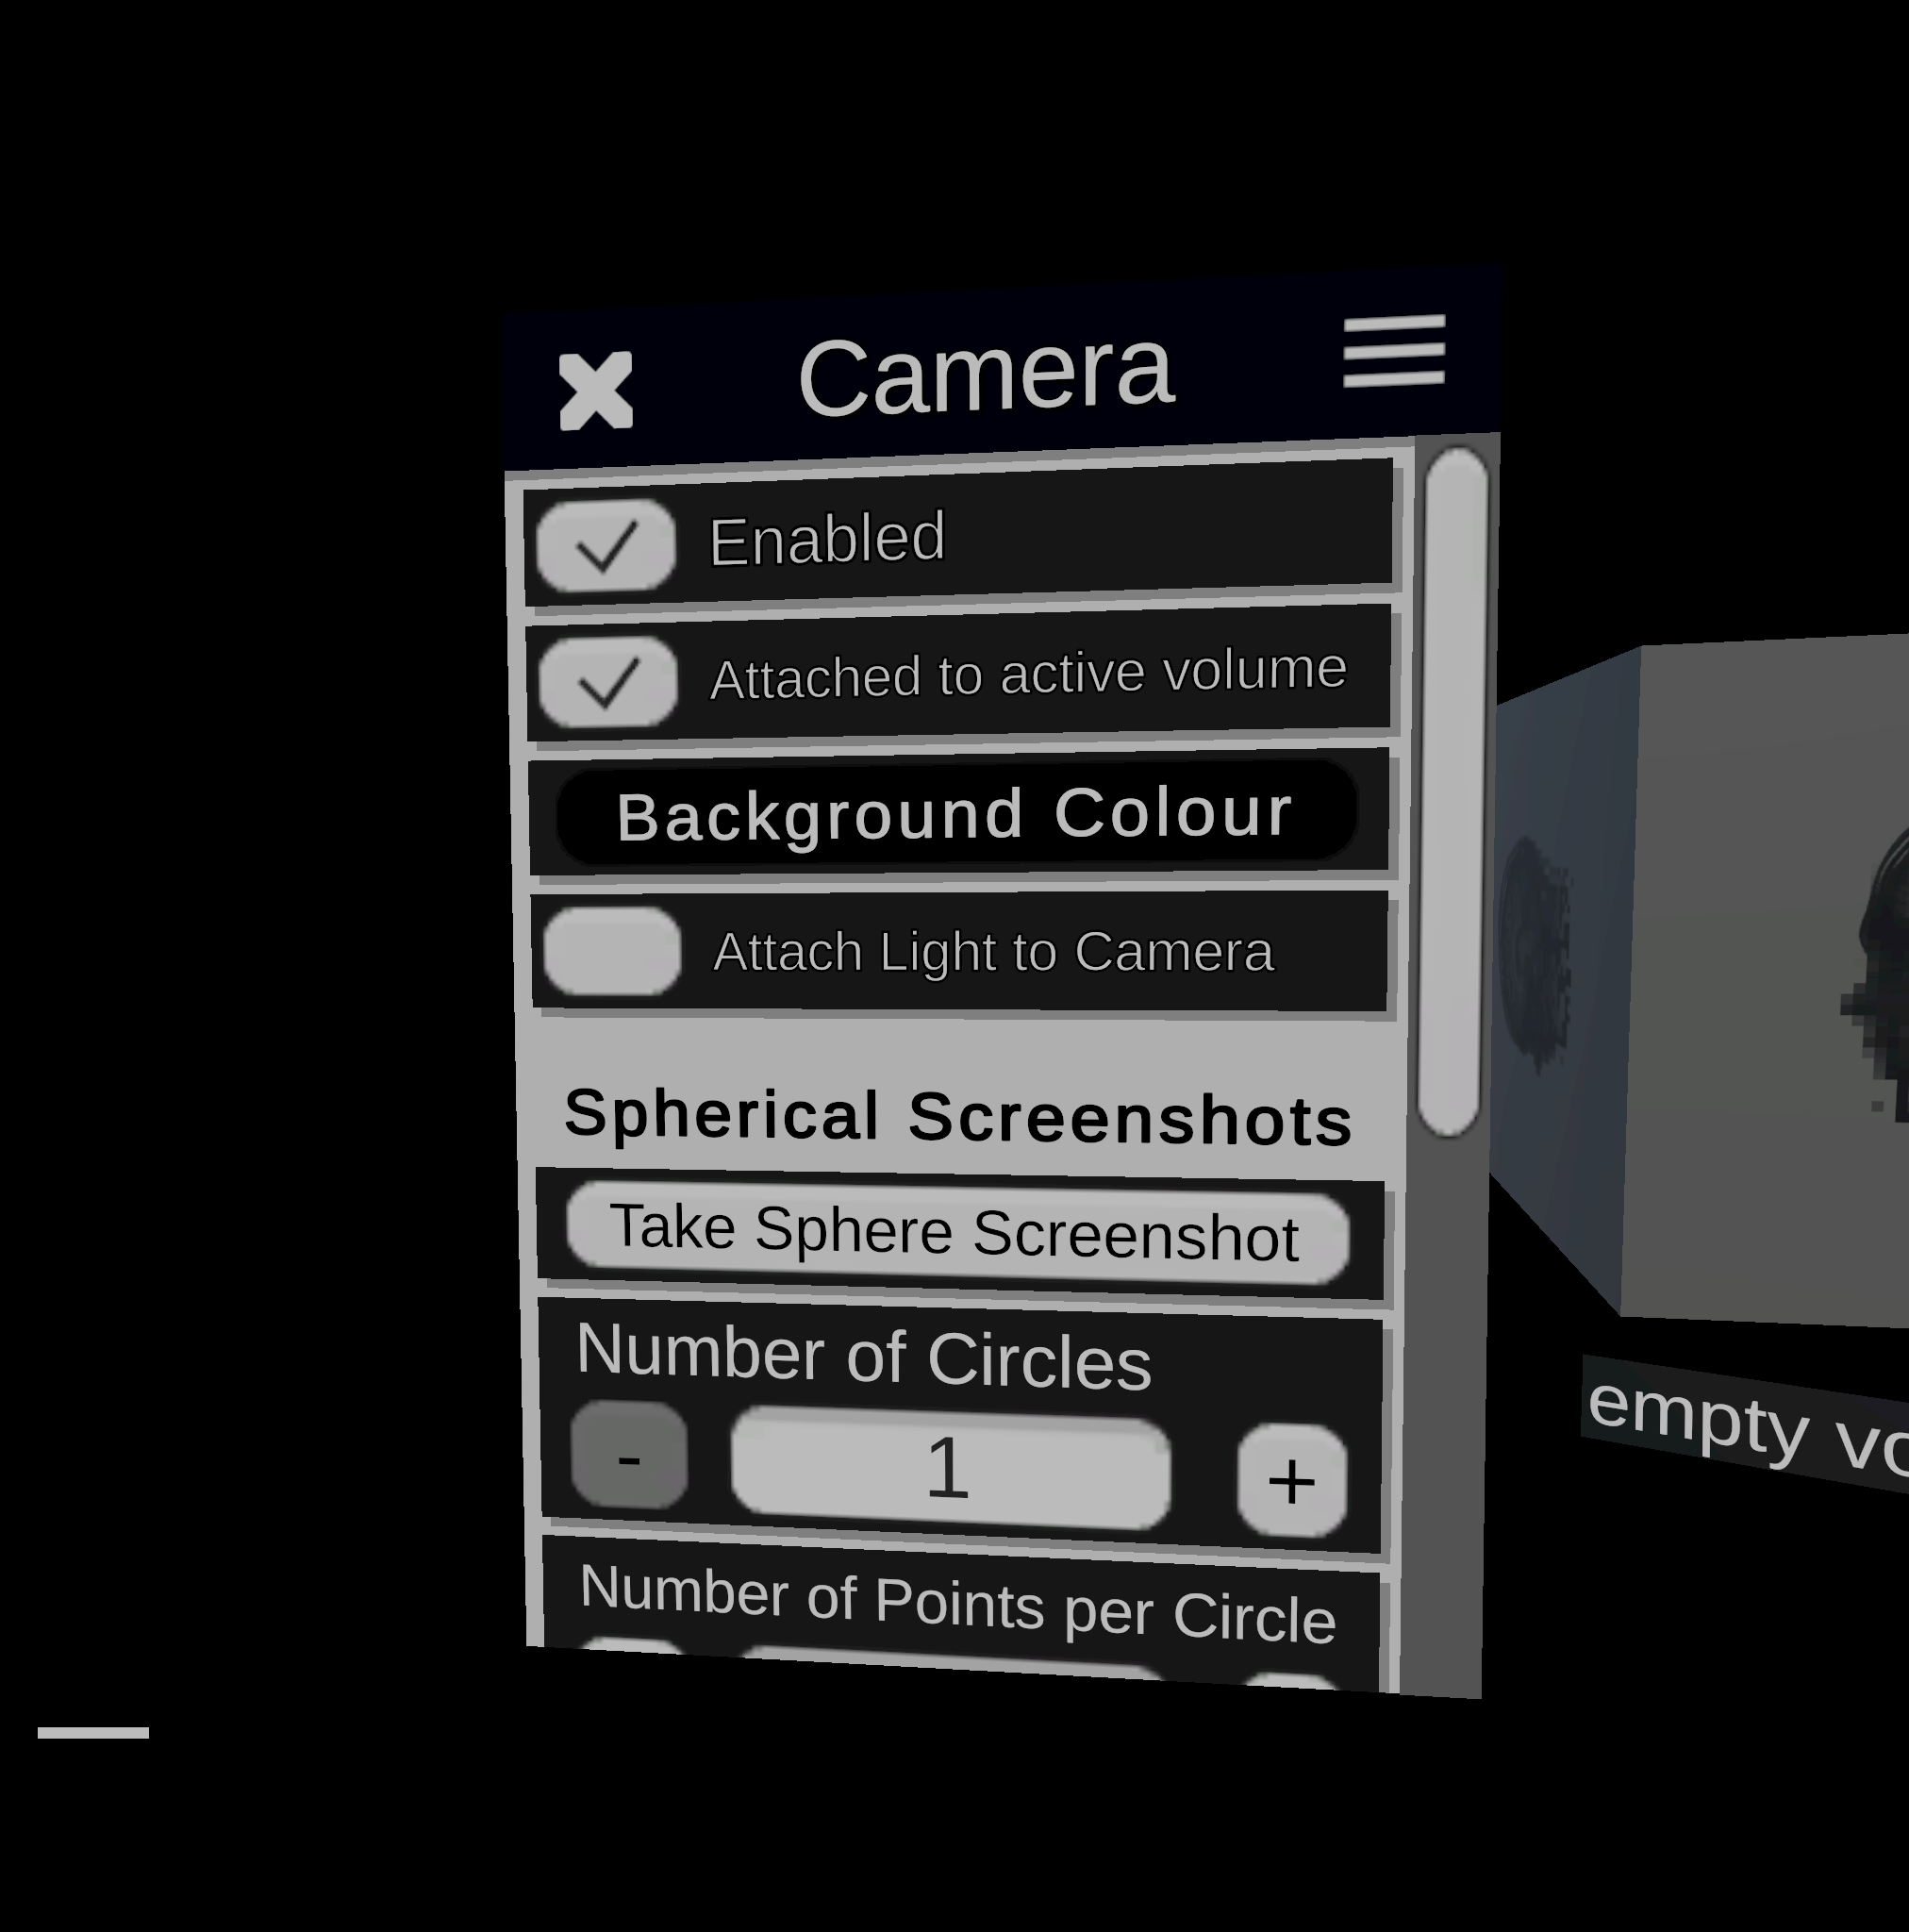 Camera
Enabled
Attached to active volume
Background Colour
Attach Light to Camera
Spherical Screenshots
Take Sphere Screenshot
Number of Circles
- 1 +
Number of Points per Circle
empty